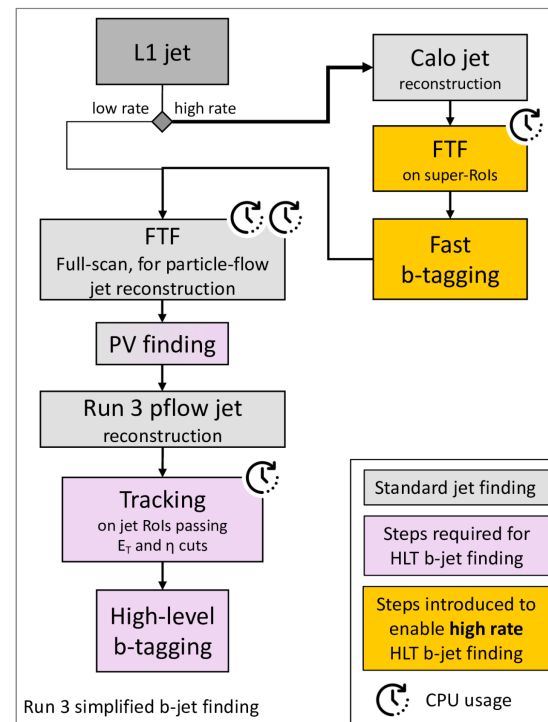 L1 jet
low rate
high rate
Calo jet
reconstruction
FTF
on super-RoIs
Fast
b-tagging
FTF
Full-scan, for particle-flow
jet reconstruction
PV finding
Run 3 pflow jet
reconstruction
Tracking
on jet RoIs passing
E_T and η cuts
High-level
b-tagging
Run 3 simplified b-jet finding
Standard jet finding
Steps required for
HLT b-jet finding
Steps introduced to
enable high rate
HLT b-jet finding
CPU usage